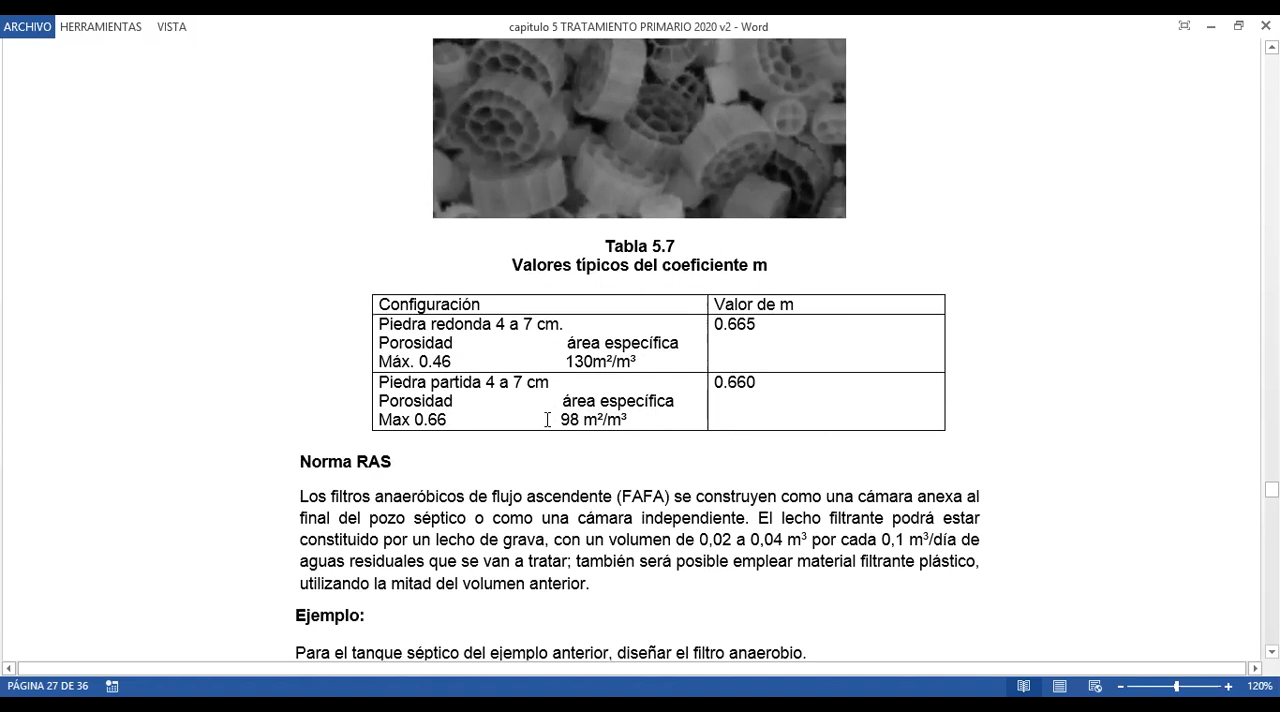 ARCHIVO HERRAMIENTAS VISTA capitulo 5 TRATAMIENTO PRIMARIO 2020 v2 - Word
Tabla 5.7
Valores típicos del coeficiente m
Configuración Valor de m
Piedra redonda 4 a 7 cm. 0.665
Porosidad área específica
Máx. 0.46 130m²/m³
Piedra partida 4 a 7 cm 0.660
Porosidad área específica
Max 0.66 98 m²/m³
Norma RAS
Los filtros anaeróbicos de flujo ascendente (FAFA) se construyen como una cámara anexa al
final del pozo séptico o como una cámara independiente. El lecho filtrante podrá estar
constituido por un lecho de grava, con un volumen de 0,02 a 0,04 m³ por cada 0,1 m³/día de
aguas residuales que se van a tratar; también será posible emplear material filtrante plástico,
utilizando la mitad del volumen anterior.
Ejemplo:
Para el tanque séptico del ejemplo anterior, diseñar el filtro anaerobio.
PÁGINA 27 DE 36 120%